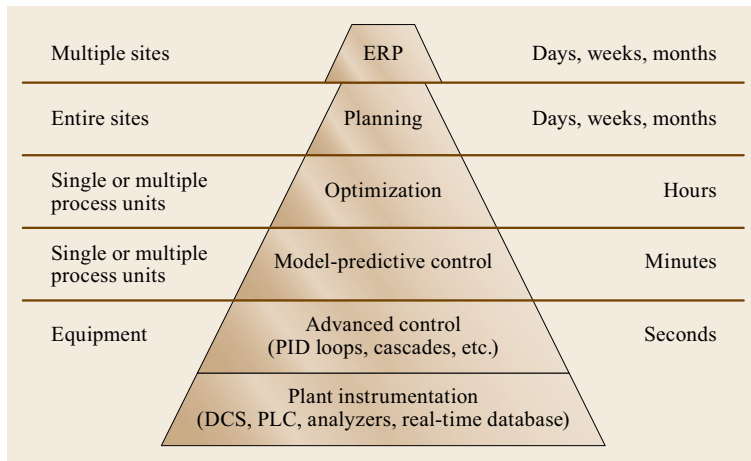 Multiple sites
ERP
Days, weeks, months
Entire sites
Planning
Days, weeks, months
Single or multiple
process units
Optimization
Hours
Single or multiple
process units
Model-predictive control
Minutes
Equipment
Advanced control
(PID loops, cascades, etc.)
Seconds
Plant instrumentation
(DCS, PLC, analyzers, real-time database)